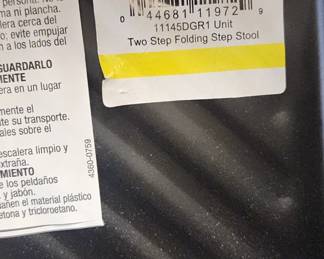 ma ni plancha.
lera cerca del
o; evite empujar
n a los lados del
GUARDARLO
MENTE
era en un lugar
mente el
te su transporte.
ales sobre el
escalera limpio y
xtraña.
MIENTO
e los peldaños
y jabón.
añen el material plástico
etona y tricloroetano.
4360-0759
0 44681 11972 9
11145DGR1 Unit
Two Step Folding Step Stool